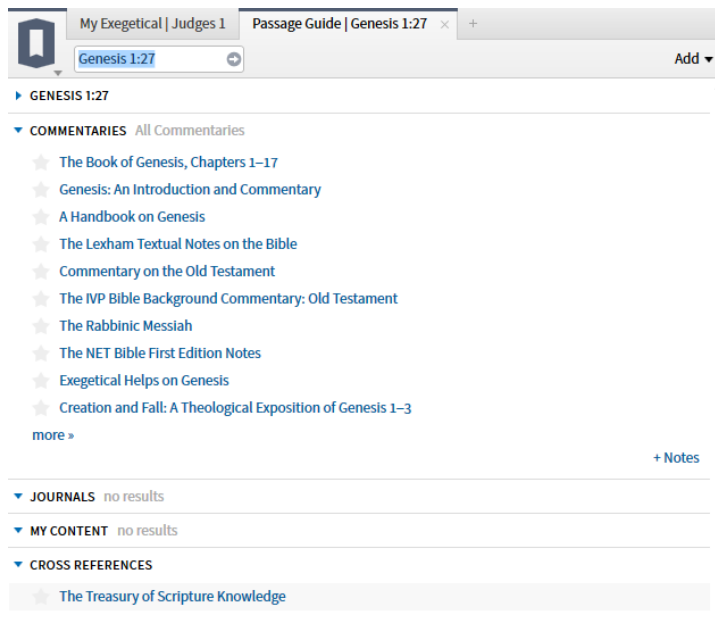 My Exegetical | Judges 1
Passage Guide | Genesis 1:27 × +
Genesis 1:27
Add
GENESIS 1:27
COMMENTARIES All Commentaries
The Book of Genesis, Chapters 1–17
Genesis: An Introduction and Commentary
A Handbook on Genesis
The Lexham Textual Notes on the Bible
Commentary on the Old Testament
The IVP Bible Background Commentary: Old Testament
The Rabbinic Messiah
The NET Bible First Edition Notes
Exegetical Helps on Genesis
Creation and Fall: A Theological Exposition of Genesis 1–3
more »
+ Notes
JOURNALS no results
MY CONTENT no results
CROSS REFERENCES
The Treasury of Scripture Knowledge